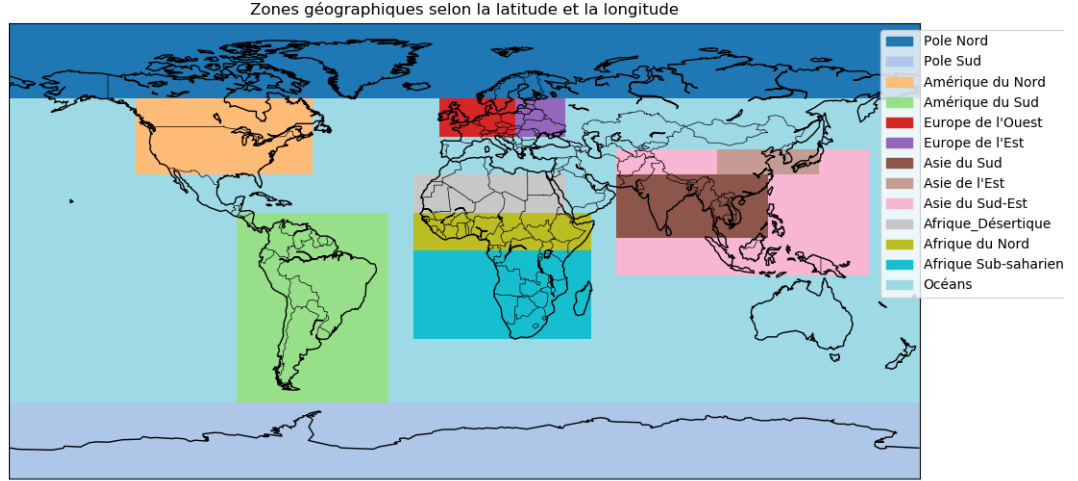 Zones géographiques selon la latitude et la longitude
Pole Nord
Pole Sud
Amérique du Nord
Amérique du Sud
Europe de l'Ouest
Europe de l'Est
Asie du Sud
Asie de l'Est
Asie du Sud-Est
Afrique_Désertique
Afrique du Nord
Afrique Sub-saharien
Océans